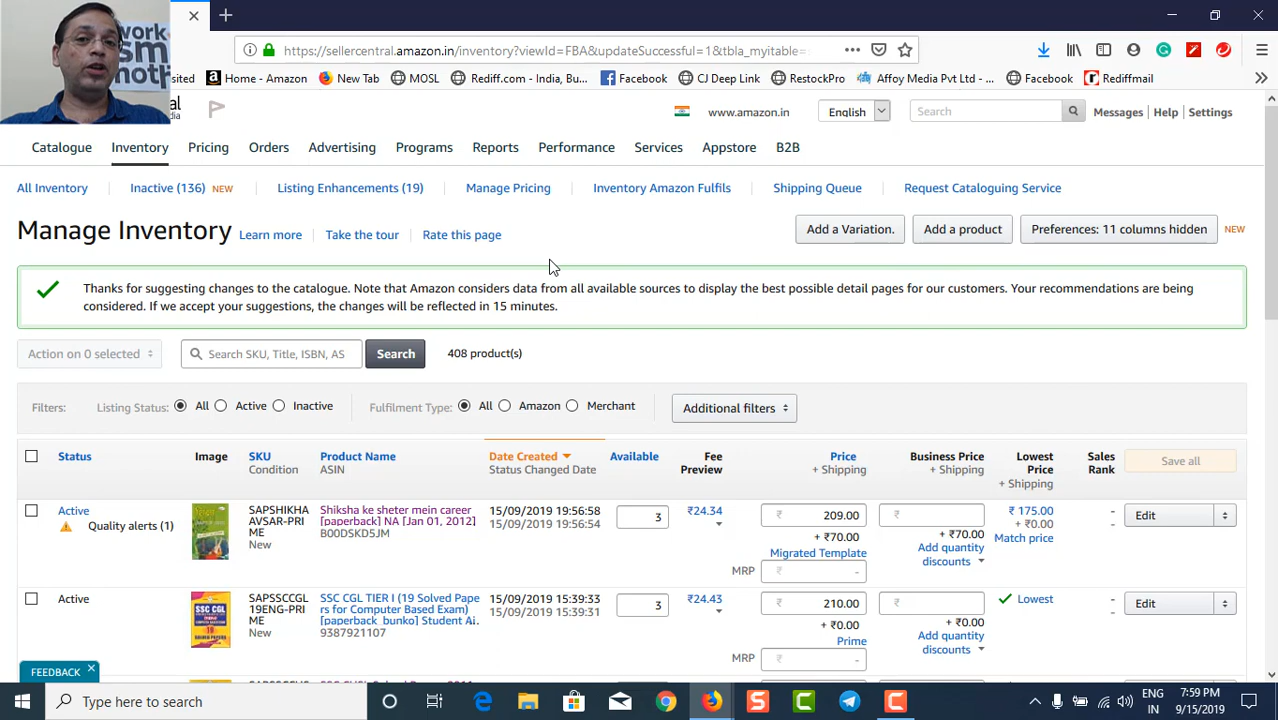 work
sm
moth
https://sellercentral.amazon.in/inventory?viewId=FBA&updateSuccessful=1&tbla_myitable=
sited
Home - Amazon
New Tab
MOSL
Rediff.com - India, Bu...
Facebook
CJ Deep Link
RestockPro
Affoy Media Pvt Ltd - ...
Facebook
Rediffmail
al
dia
www.amazon.in
English
Search
Messages | Help | Settings
Catalogue Inventory Pricing Orders Advertising Programs Reports Performance Services Appstore B2B
All Inventory Inactive (136) NEW Listing Enhancements (19) Manage Pricing Inventory Amazon Fulfils Shipping Queue Request Cataloguing Service
Manage Inventory Learn more Take the tour Rate this page
Add a Variation. Add a product Preferences: 11 columns hidden NEW
Thanks for suggesting changes to the catalogue. Note that Amazon considers data from all available sources to display the best possible detail pages for our customers. Your recommendations are being
considered. If we accept your suggestions, the changes will be reflected in 15 minutes.
Action on 0 selected Search SKU, Title, ISBN, AS Search 408 product(s)
Filters: Listing Status: All Active Inactive Fulfilment Type: All Amazon Merchant Additional filters
Status
Image
SKU
Condition
Product Name
ASIN
Date Created
Status Changed Date
Available
Fee
Preview
Price
+ Shipping
Business Price
+ Shipping
Lowest
Price
+ Shipping
Sales
Rank
Save all
Active
Quality alerts (1)
SAPSHIKHA
AVSAR-PRI
ME
New
Shiksha ke sheter mein career
[paperback] NA [Jan 01, 2012]
B00DSKD5JM
15/09/2019 19:56:58
15/09/2019 19:56:54
3
₹24.34
₹ 209.00
+ ₹70.00
Migrated Template
MRP ₹ -
₹
+ ₹70.00
Add quantity
discounts
₹ 175.00
+ ₹0.00
Match price
-
-
Edit
Active
SSC CGL
19
SAPSSCCGL
19ENG-PRI
ME
New
SSC CGL TIER I (19 Solved Pape
rs for Computer Based Exam)
[paperback_bunko] Student Ai..
9387921107
15/09/2019 15:39:33
15/09/2019 15:39:31
3
₹24.43
₹ 210.00
+ ₹0.00
Prime
MRP ₹ -
₹
+ ₹0.00
Add quantity
discounts
Lowest
-
-
Edit
FEEDBACK
Type here to search
ENG
IN
7:59 PM
9/15/2019